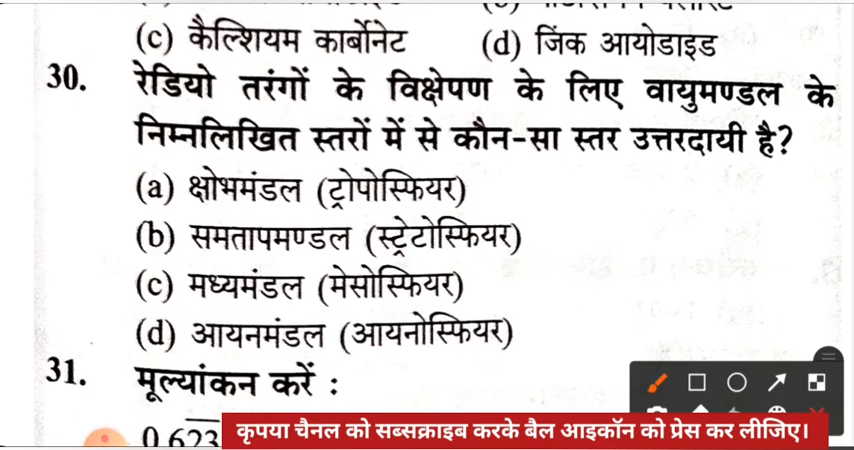 (c) कैल्शियम कार्बोनेट (d) जिंक आयोडाइड
30. रेडियो तरंगों के विक्षेपण के लिए वायुमण्डल के
निम्नलिखित स्तरों में से कौन-सा स्तर उत्तरदायी है?
(a) क्षोभमंडल (ट्रोपोस्फियर)
(b) समतापमण्डल (स्ट्रेटोस्फियर)
(c) मध्यमंडल (मेसोस्फियर)
(d) आयनमंडल (आयनोस्फियर)
31. मूल्यांकन करें :
0.623
कृपया चैनल को सब्सक्राइब करके बैल आइकॉन को प्रेस कर लीजिए।